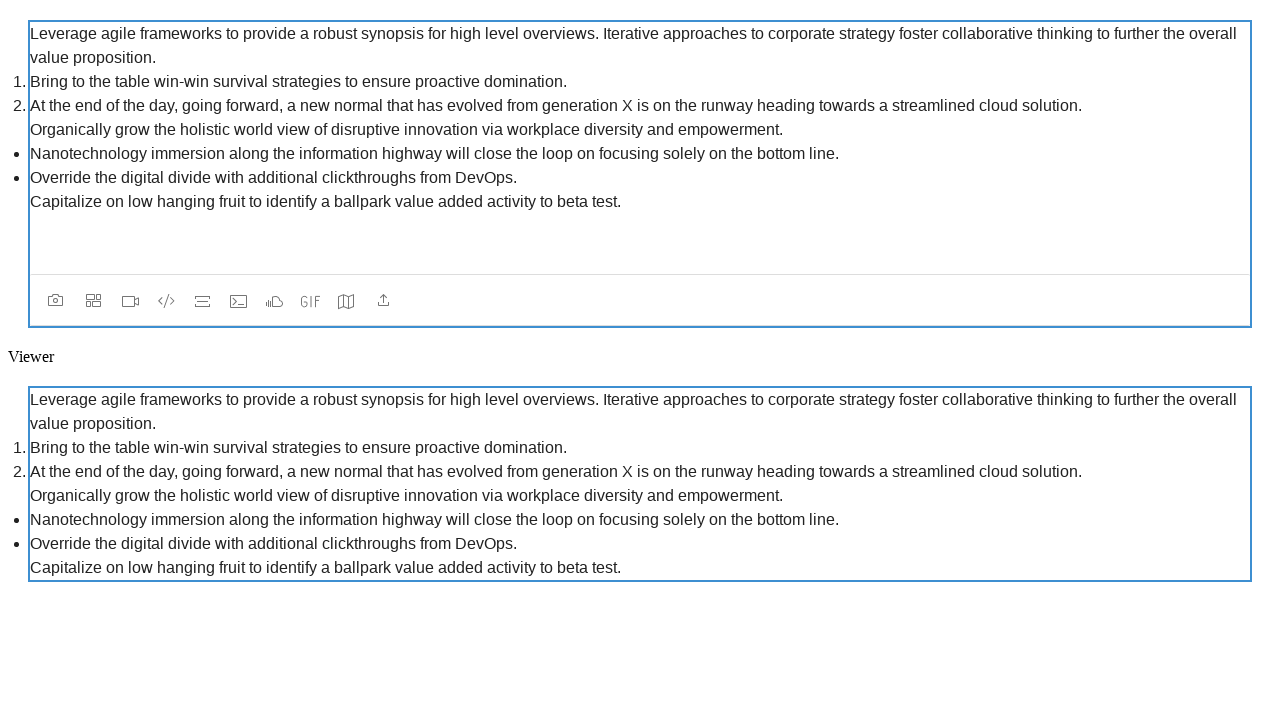 Leverage agile frameworks to provide a robust synopsis for high level overviews. Iterative approaches to corporate strategy foster collaborative thinking to further the overall
value proposition.
1. Bring to the table win-win survival strategies to ensure proactive domination.
2. At the end of the day, going forward, a new normal that has evolved from generation X is on the runway heading towards a streamlined cloud solution.
Organically grow the holistic world view of disruptive innovation via workplace diversity and empowerment.
• Nanotechnology immersion along the information highway will close the loop on focusing solely on the bottom line.
• Override the digital divide with additional clickthroughs from DevOps.
Capitalize on low hanging fruit to identify a ballpark value added activity to beta test.
GIF
Viewer
Leverage agile frameworks to provide a robust synopsis for high level overviews. Iterative approaches to corporate strategy foster collaborative thinking to further the overall
value proposition.
1. Bring to the table win-win survival strategies to ensure proactive domination.
2. At the end of the day, going forward, a new normal that has evolved from generation X is on the runway heading towards a streamlined cloud solution.
Organically grow the holistic world view of disruptive innovation via workplace diversity and empowerment.
• Nanotechnology immersion along the information highway will close the loop on focusing solely on the bottom line.
• Override the digital divide with additional clickthroughs from DevOps.
Capitalize on low hanging fruit to identify a ballpark value added activity to beta test.